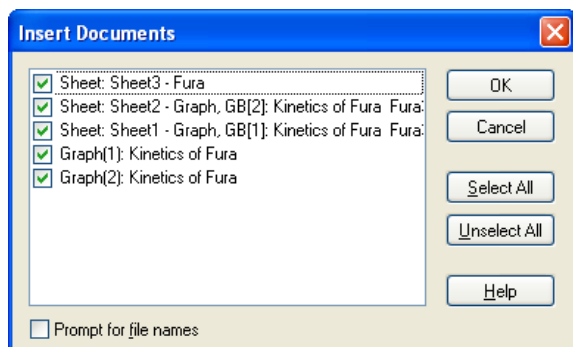 Insert Documents
Sheet: Sheet3 - Fura
Sheet: Sheet2 - Graph, GB[2]: Kinetics of Fura Fura
Sheet: Sheet1 - Graph, GB[1]: Kinetics of Fura Fura
Graph(1): Kinetics of Fura
Graph(2): Kinetics of Fura
OK
Cancel
Select All
Unselect All
Help
Prompt for file names